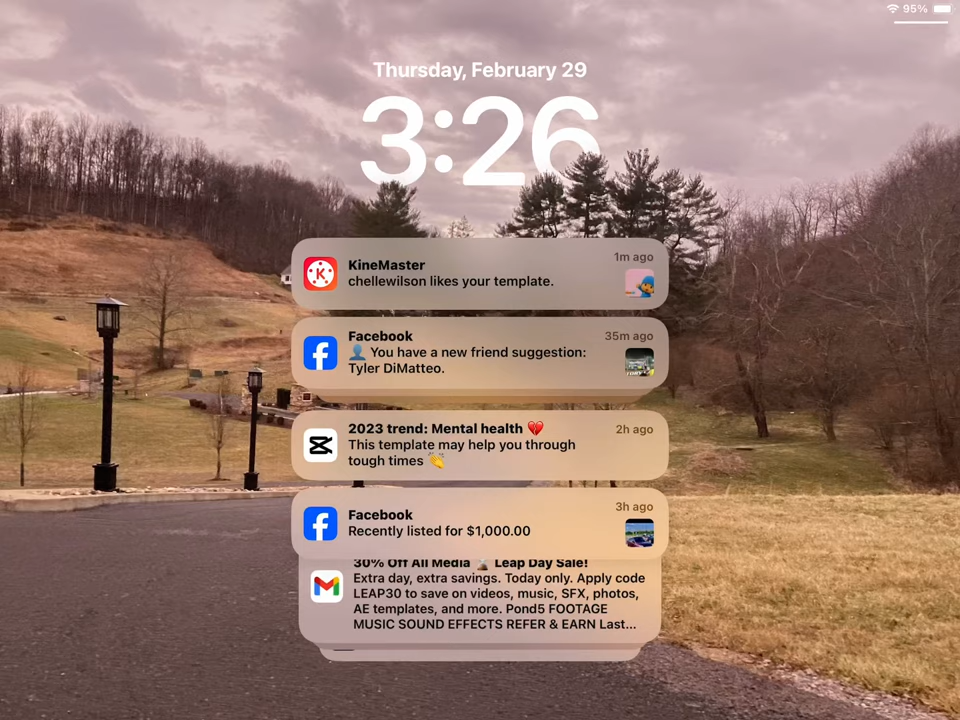 95%
Thursday, February 29
3:26
KineMaster
1m ago
chellewilson likes your template.
Facebook
35m ago
👤 You have a new friend suggestion:
Tyler DiMatteo.
2023 trend: Mental health 💔
2h ago
This template may help you through
tough times 👏
Facebook
3h ago
Recently listed for $1,000.00
30% Off All Media ⌛ Leap Day Sale!
Extra day, extra savings. Today only. Apply code
LEAP30 to save on videos, music, SFX, photos,
AE templates, and more. Pond5 FOOTAGE
MUSIC SOUND EFFECTS REFER & EARN Last...